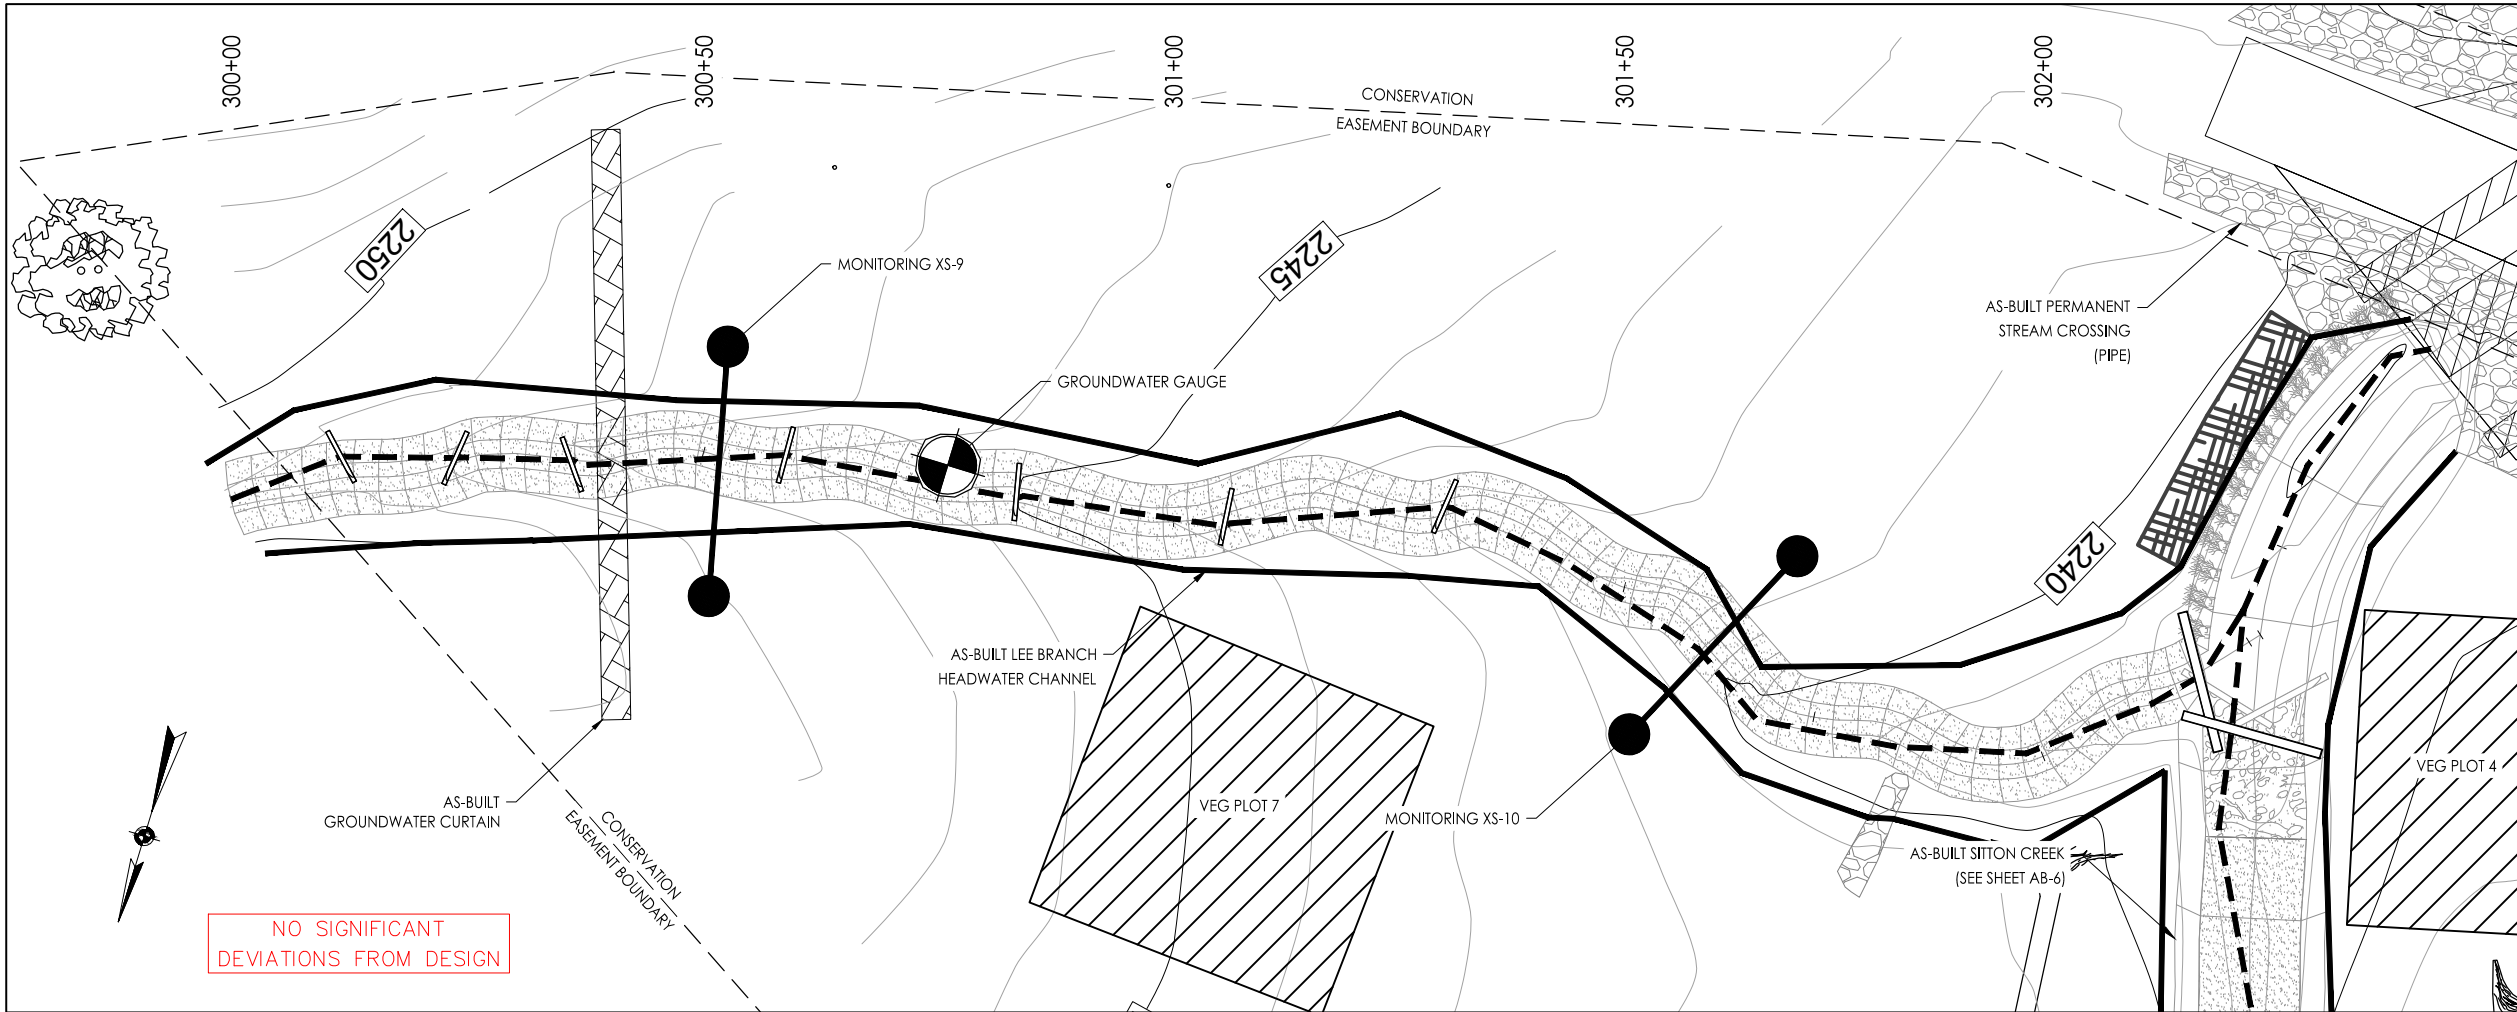 300+00
300+50
301+00
301+50
302+00
CONSERVATION
EASEMENT BOUNDARY
2250
2245
MONITORING XS-9
GROUNDWATER GAUGE
AS-BUILT PERMANENT
STREAM CROSSING
(PIPE)
2240
AS-BUILT LEE BRANCH
HEADWATER CHANNEL
AS-BUILT
GROUNDWATER CURTAIN
CONSERVATION
EASEMENT BOUNDARY
VEG PLOT 7
MONITORING XS-10
VEG PLOT 4
AS-BUILT SITTON CREEK
(SEE SHEET AB-6)
NO SIGNIFICANT
DEVIATIONS FROM DESIGN